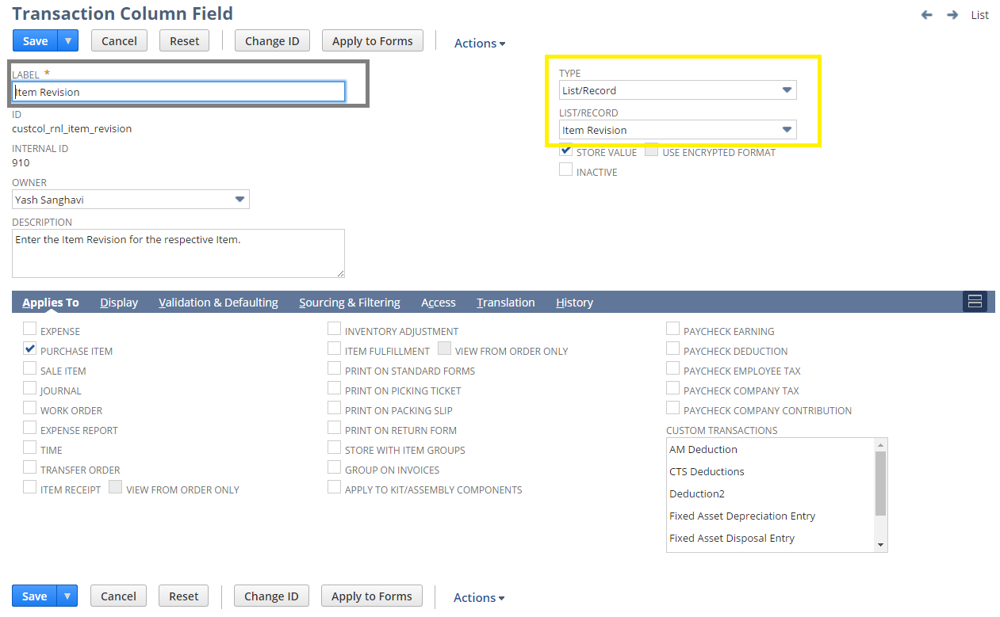 Transaction Column Field
List
Save Cancel Reset Change ID Apply to Forms Actions
LABEL *
Item Revision
ID
custcol_rnl_item_revision
INTERNAL ID
910
OWNER
Yash Sanghavi
DESCRIPTION
Enter the Item Revision for the respective Item.
TYPE
List/Record
LIST/RECORD
Item Revision
STORE VALUE USE ENCRYPTED FORMAT
INACTIVE
Applies To Display Validation & Defaulting Sourcing & Filtering Access Translation History
EXPENSE
PURCHASE ITEM
SALE ITEM
JOURNAL
WORK ORDER
EXPENSE REPORT
TIME
TRANSFER ORDER
ITEM RECEIPT VIEW FROM ORDER ONLY
INVENTORY ADJUSTMENT
ITEM FULFILLMENT VIEW FROM ORDER ONLY
PRINT ON STANDARD FORMS
PRINT ON PICKING TICKET
PRINT ON PACKING SLIP
PRINT ON RETURN FORM
STORE WITH ITEM GROUPS
GROUP ON INVOICES
APPLY TO KIT/ASSEMBLY COMPONENTS
PAYCHECK EARNING
PAYCHECK DEDUCTION
PAYCHECK EMPLOYEE TAX
PAYCHECK COMPANY TAX
PAYCHECK COMPANY CONTRIBUTION
CUSTOM TRANSACTIONS
AM Deduction
CTS Deductions
Deduction2
Fixed Asset Depreciation Entry
Fixed Asset Disposal Entry
Save Cancel Reset Change ID Apply to Forms Actions